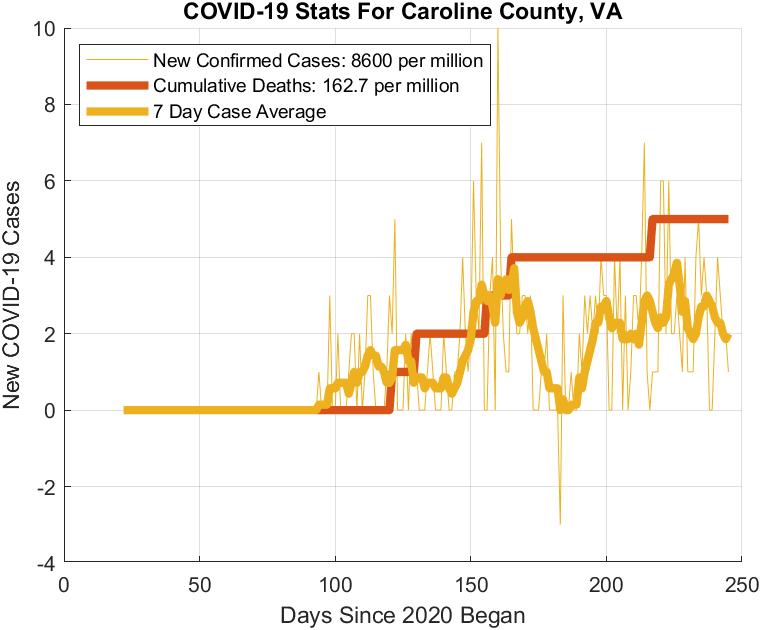 COVID-19 Stats For Caroline County, VA
New Confirmed Cases: 8600 per million
Cumulative Deaths: 162.7 per million
7 Day Case Average
New COVID-19 Cases
10
8
6
4
2
0
-2
-4
0 50 100 150 200 250
Days Since 2020 Began